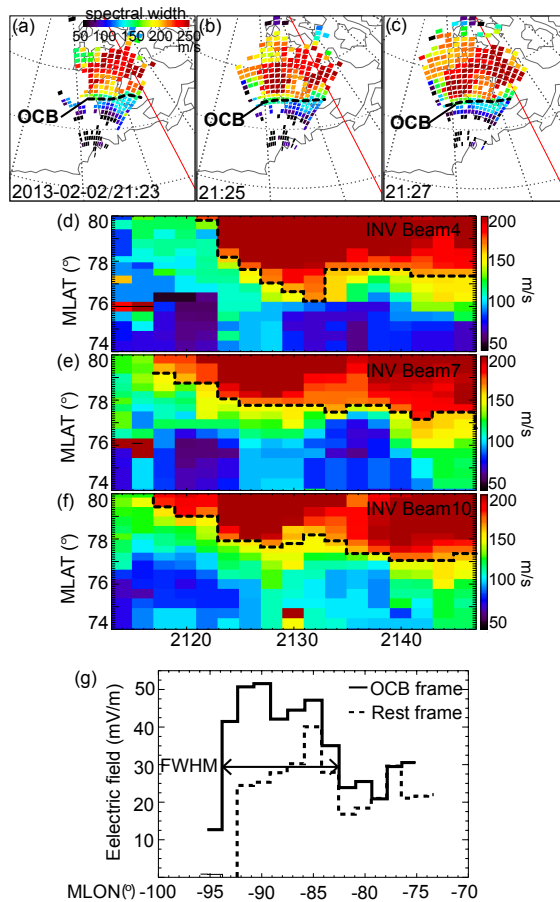 (a) spectral width (b) (c)
50 100 150 200 250
m/s
OCB OCB OCB
2013-02-02/21:23 21:25 21:27
(d) 80 INV Beam4 200
78 150
76 100
74 50
MLAT (°) m/s
(e) 80 INV Beam7 200
78 150
76 100
74 50
MLAT (°) m/s
(f) 80 INV Beam10 200
78 150
76 100
74 50
MLAT (°) m/s
2120 2130 2140
(g)
50 OCB frame
40 Rest frame
30 FWHM
20
10
Eelectric field (mV/m)
MLON(°) -100 -95 -90 -85 -80 -75 -70